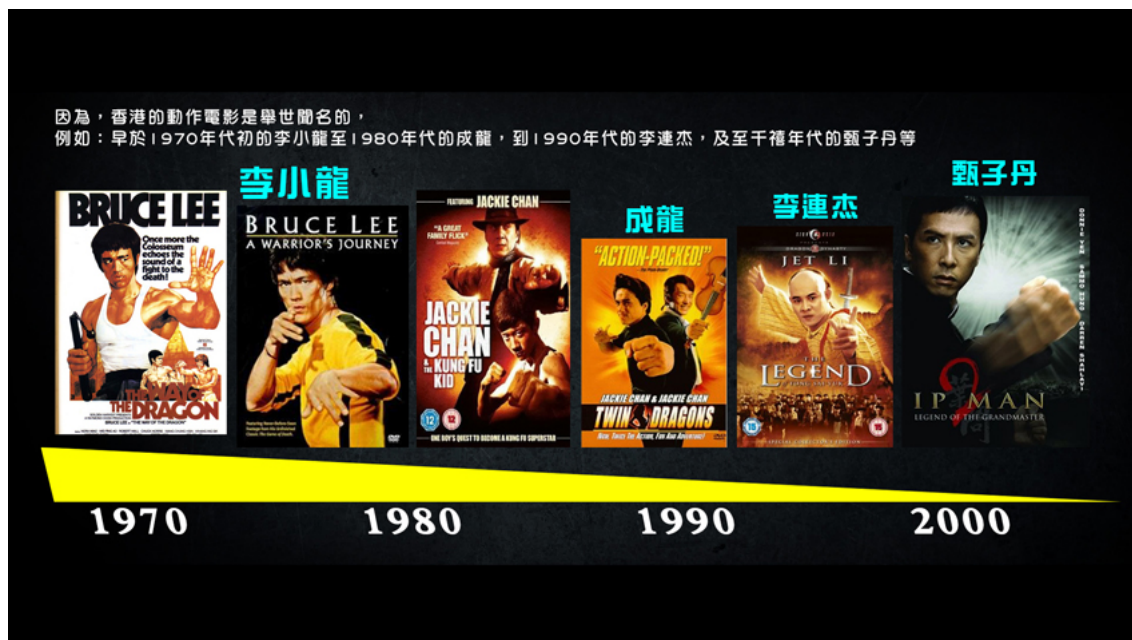 因為，香港的動作電影是舉世聞名的，
例如：早於1970年代初的李小龍至1980年代的成龍，到1990年代的李連杰，及至千禧年代的甄子丹等
李小龍
成龍
李連杰
甄子丹
BRUCE LEE
Once more the
Colosseum
echoes the
sound of a
fight to the
death!
THE WAY OF
THE DRAGON
BRUCE LEE
A WARRIOR'S JOURNEY
FEATURING JACKIE CHAN
"A GREAT
FAMILY FLICK"
JACKIE
CHAN
& THE KUNG FU
KID
12
12
ONE BOY'S QUEST TO BECOME A KUNG FU SUPERSTAR
"ACTION-PACKED!"
JACKIE CHAN & JACKIE CHAN
TWIN DRAGONS
JET LI
THE
LEGEND
15
15
IP MAN
2
LEGEND OF THE GRANDMASTER
1970
1980
1990
2000